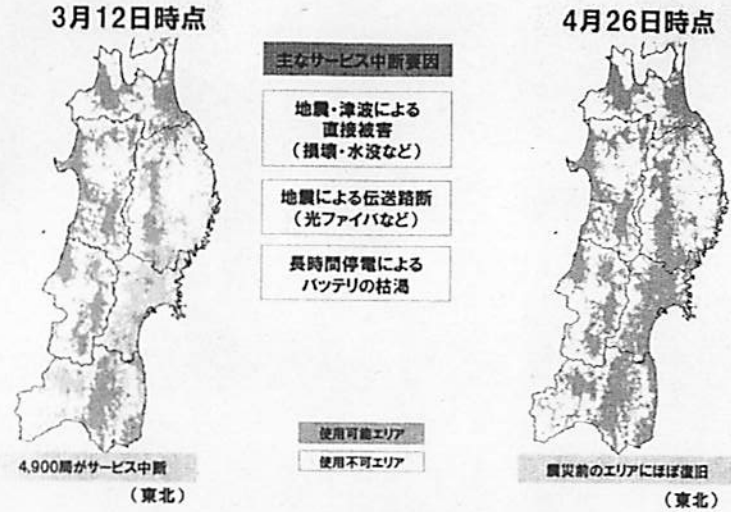 3月12日時点
4月26日時点
主なサービス中断要因
地震・津波による
直接被害
(損壊・水没など)
地震による伝送路断
(光ファイバなど)
長時間停電による
バッテリの枯渇
使用可能エリア
使用不可エリア
4,900局がサービス中断
(東北)
震災前のエリアにほぼ復旧
(東北)